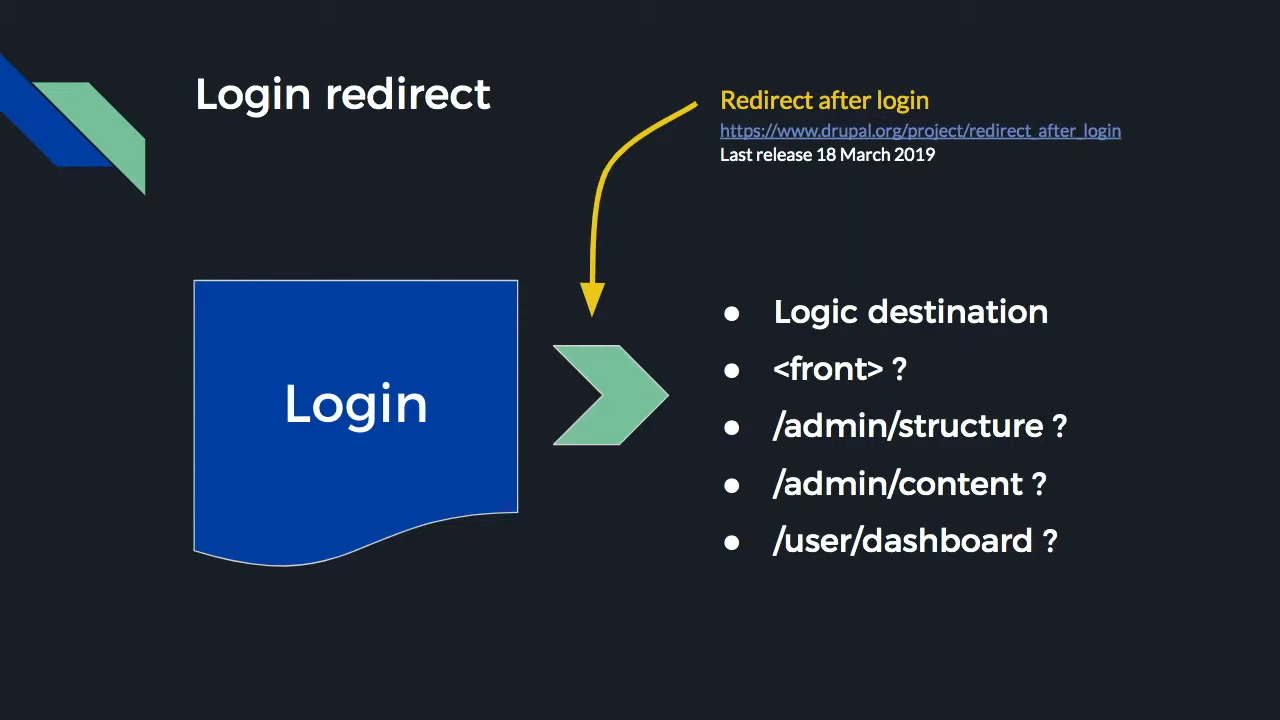 Login redirect
Redirect after login
https://www.drupal.org/project/redirect_after_login
Last release 18 March 2019
Login
● Logic destination
● <front> ?
● /admin/structure ?
● /admin/content ?
● /user/dashboard ?